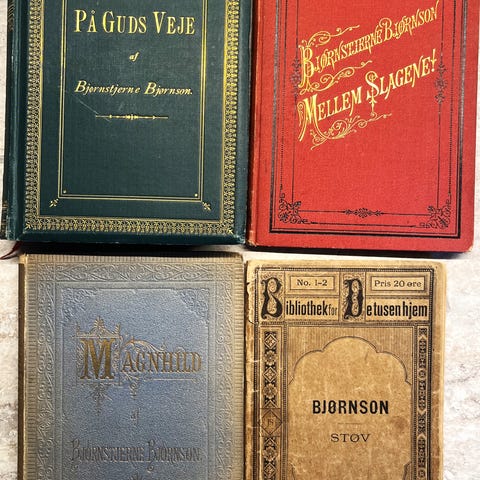 PÅ GUDS VEJE
af
Bjørnstjerne Bjørnson.
BJØRNSTJERNE BJØRNSON
MELLEM SLAGENE!
MAGNHILD
af
BJØRNSTJERNE BJØRNSON
No. 1-2
Pris 20 øre
Bibliothek for De tusen hjem
BJØRNSON
STØV